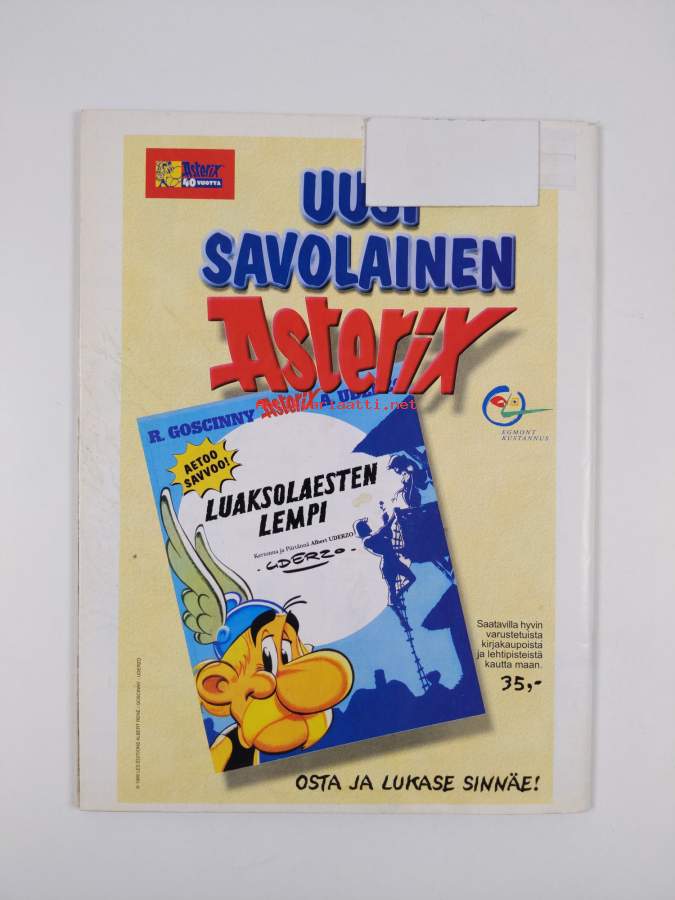 Asterix
40 VUOTTA
UUSI
SAVOLAINEN
Asterix
R. GOSCINNY Asterix A. UDERZO
antikvariaatti.net
AETOO
SAVVOO!
LUAKSOLAESTEN
LEMPI
Kertonna ja Piirtännä Albert UDERZO
·UDERZO·
EGMONT
KUSTANNUS
Saatavilla hyvin
varustetuista
kirjakaupoista
ja lehtipisteistä
kautta maan.
35,-
OSTA JA LUKASE SINNÄE!